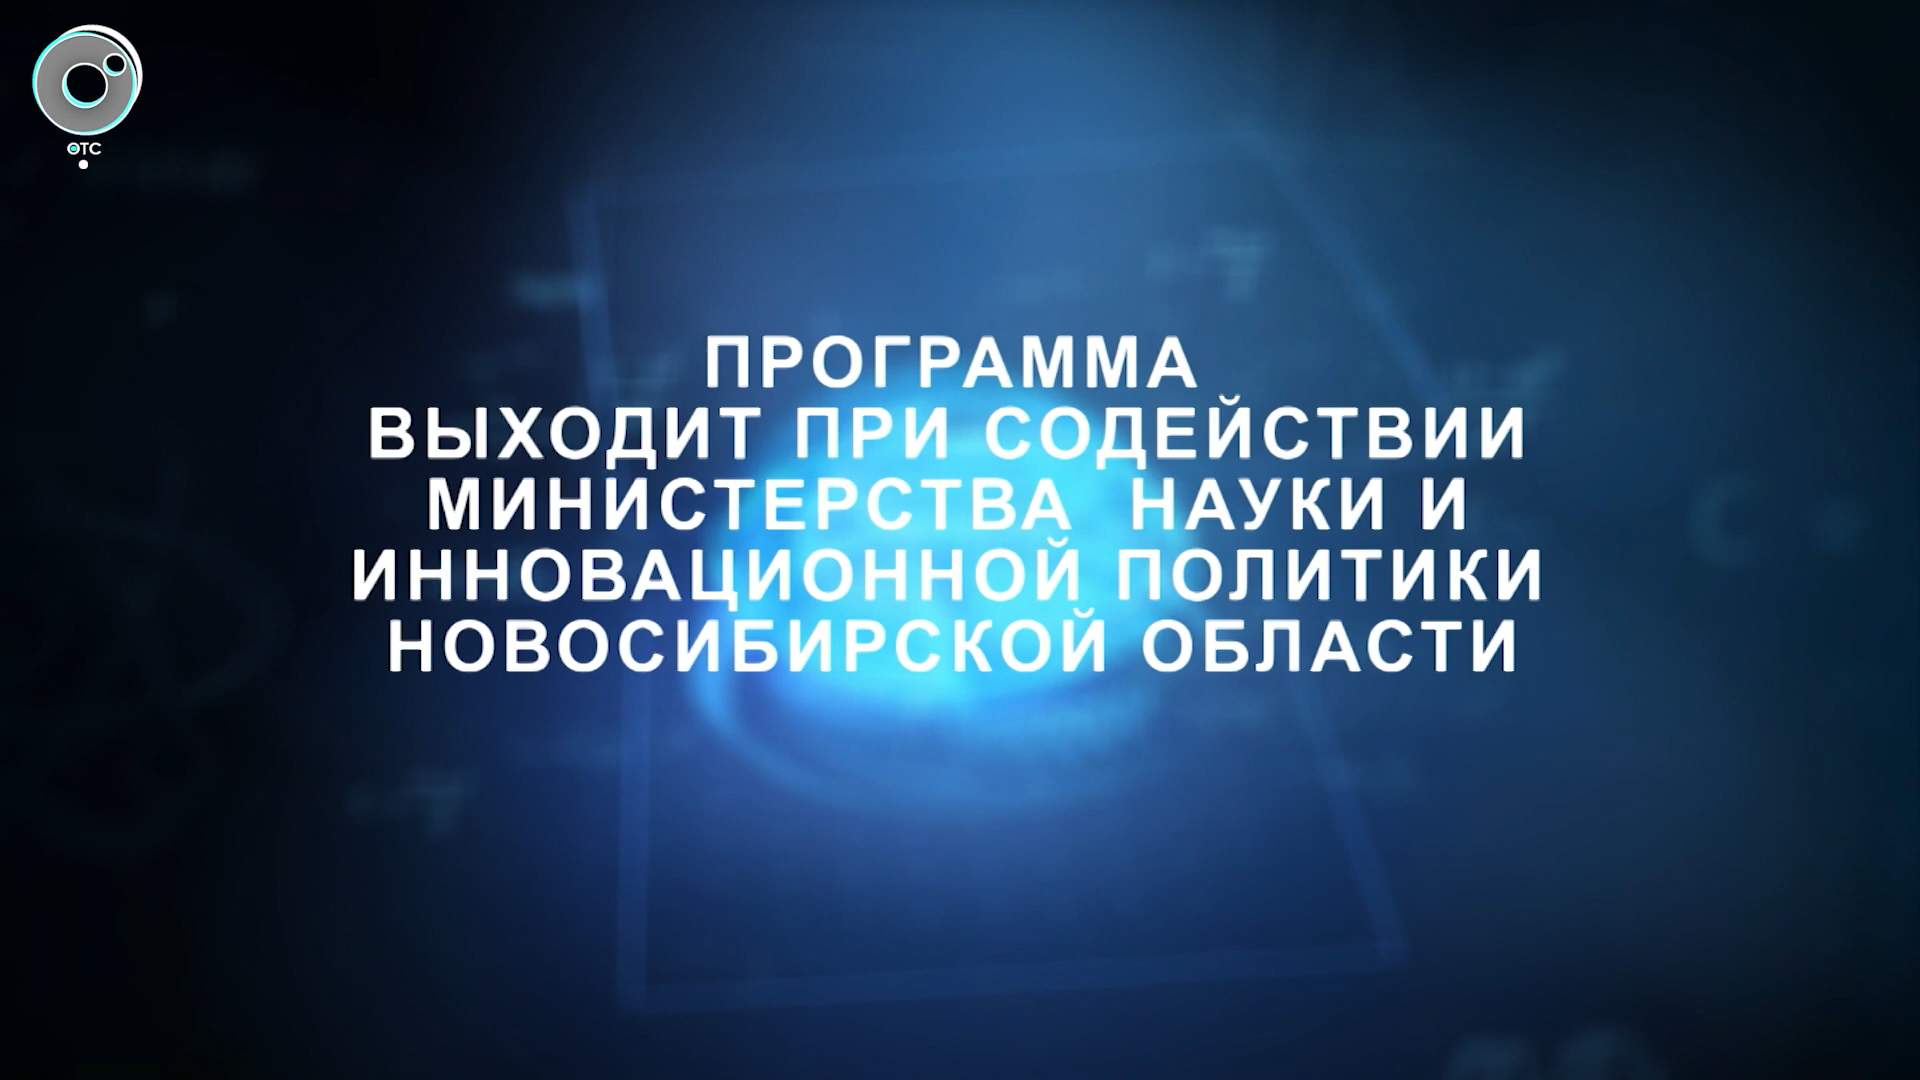 ОТС
ПРОГРАММА
ВЫХОДИТ ПРИ СОДЕЙСТВИИ
МИНИСТЕРСТВА НАУКИ И
ИННОВАЦИОННОЙ ПОЛИТИКИ
НОВОСИБИРСКОЙ ОБЛАСТИ